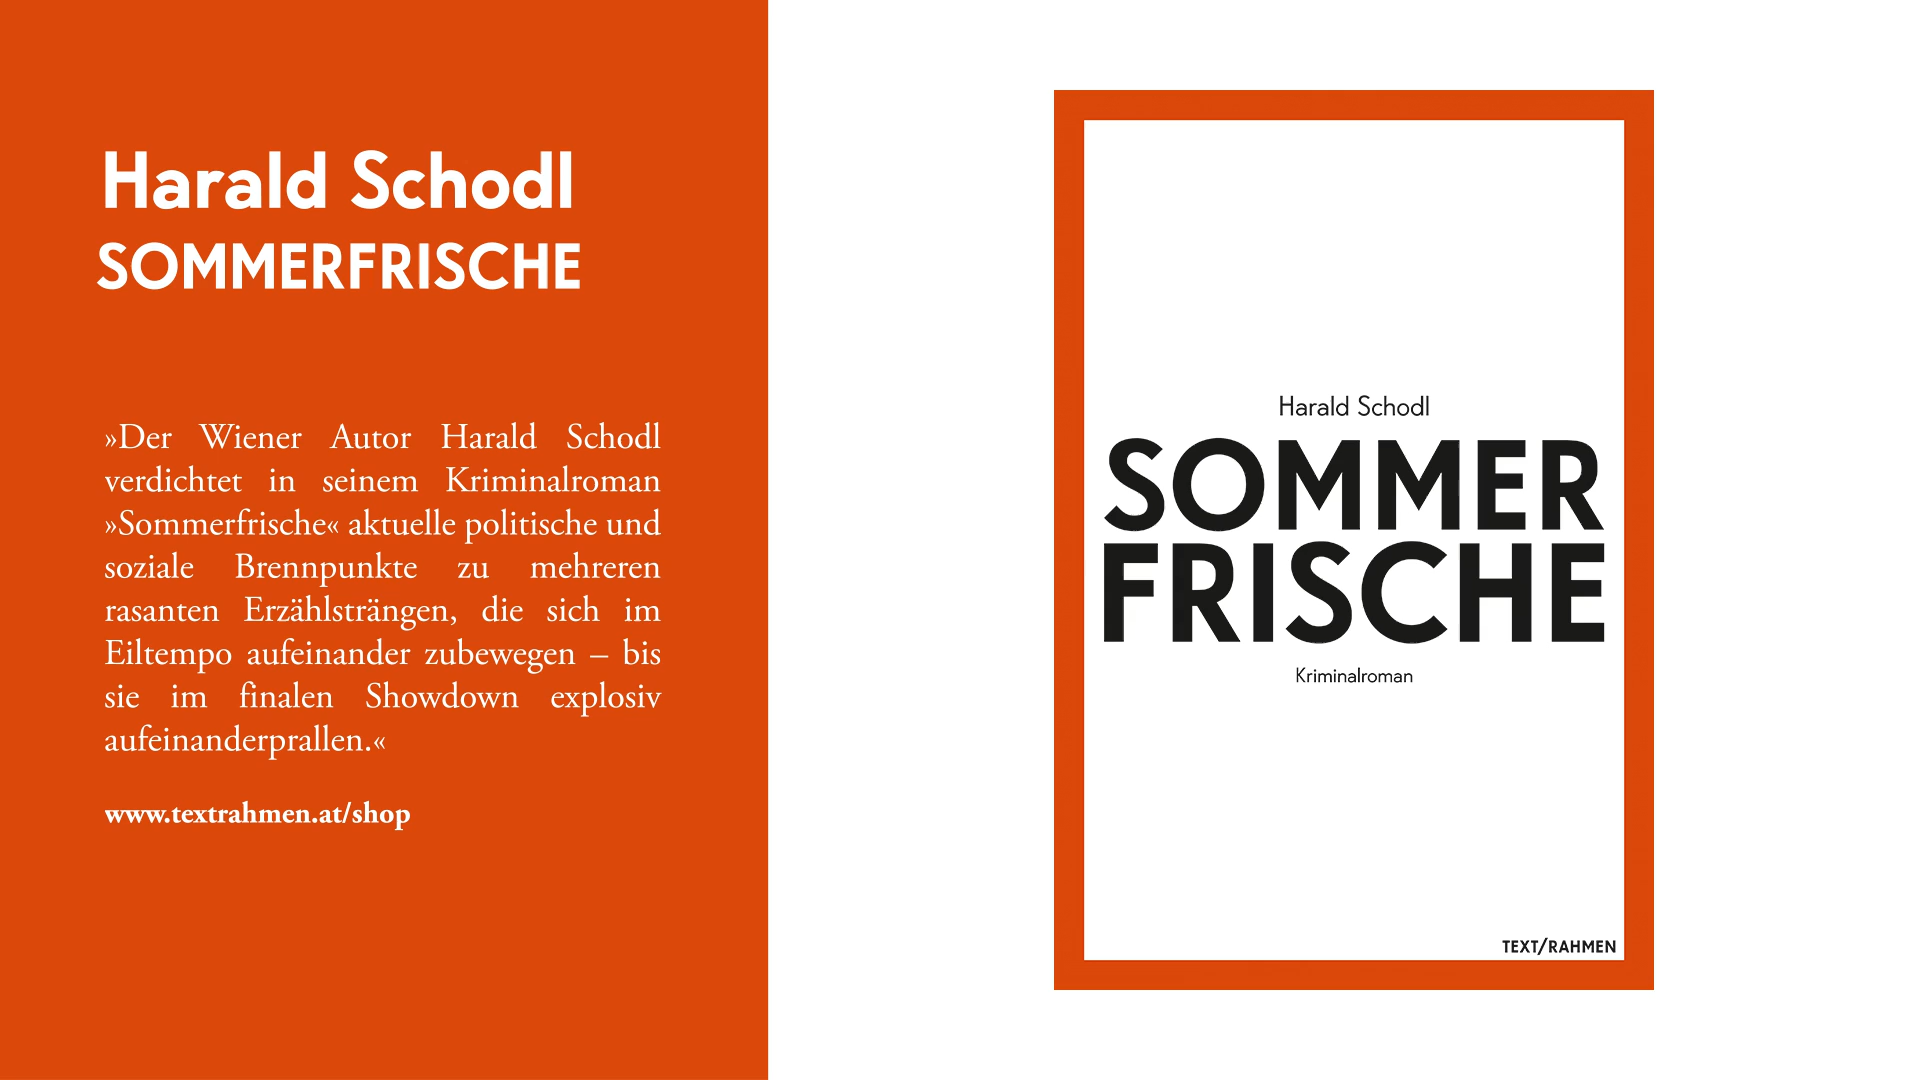 Harald Schodl
SOMMERFRISCHE
»Der Wiener Autor Harald Schodl
verdichtet in seinem Kriminalroman
»Sommerfrische« aktuelle politische und
soziale Brennpunkte zu mehreren
rasanten Erzählsträngen, die sich im
Eiltempo aufeinander zubewegen – bis
sie im finalen Showdown explosiv
aufeinanderprallen.«
www.textrahmen.at/shop
Harald Schodl
SOMMER
FRISCHE
Kriminalroman
TEXT/RAHMEN